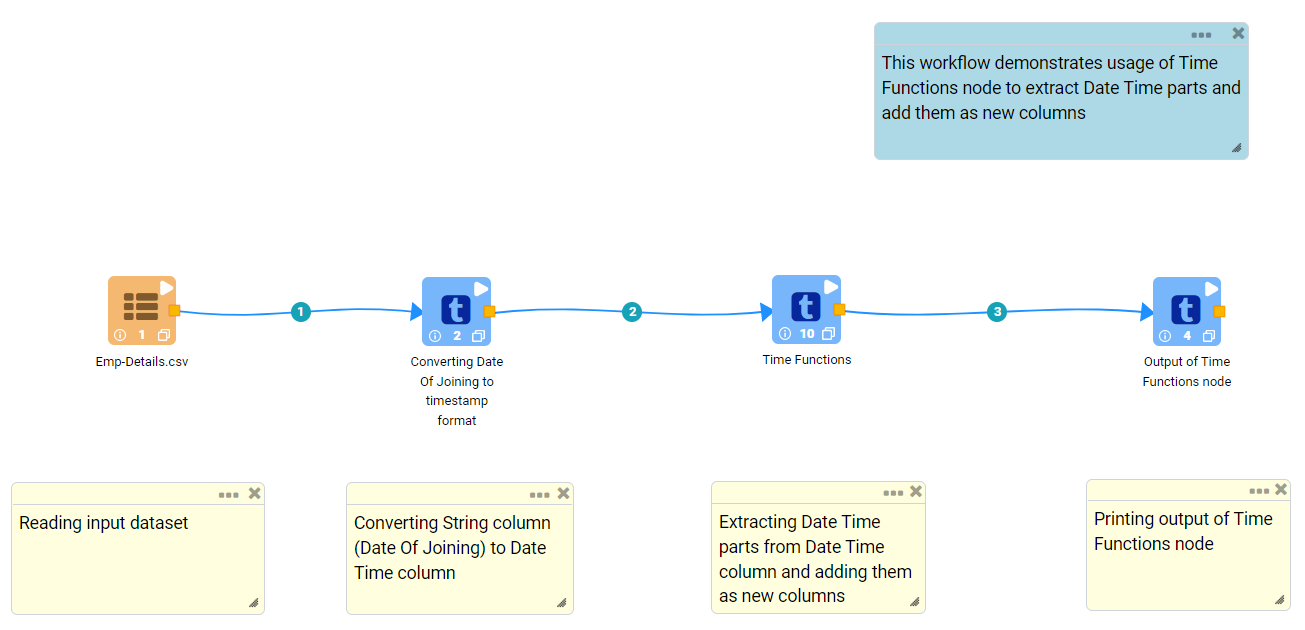 This workflow demonstrates usage of Time
Functions node to extract Date Time parts and
add them as new columns
1
2
3
t
t
t
1
2
10
4
Emp-Details.csv
Converting Date
Of Joining to
timestamp
format
Time Functions
Output of Time
Functions node
Reading input dataset
Converting String column
(Date Of Joining) to Date
Time column
Extracting Date Time
parts from Date Time
column and adding them
as new columns
Printing output of Time
Functions node